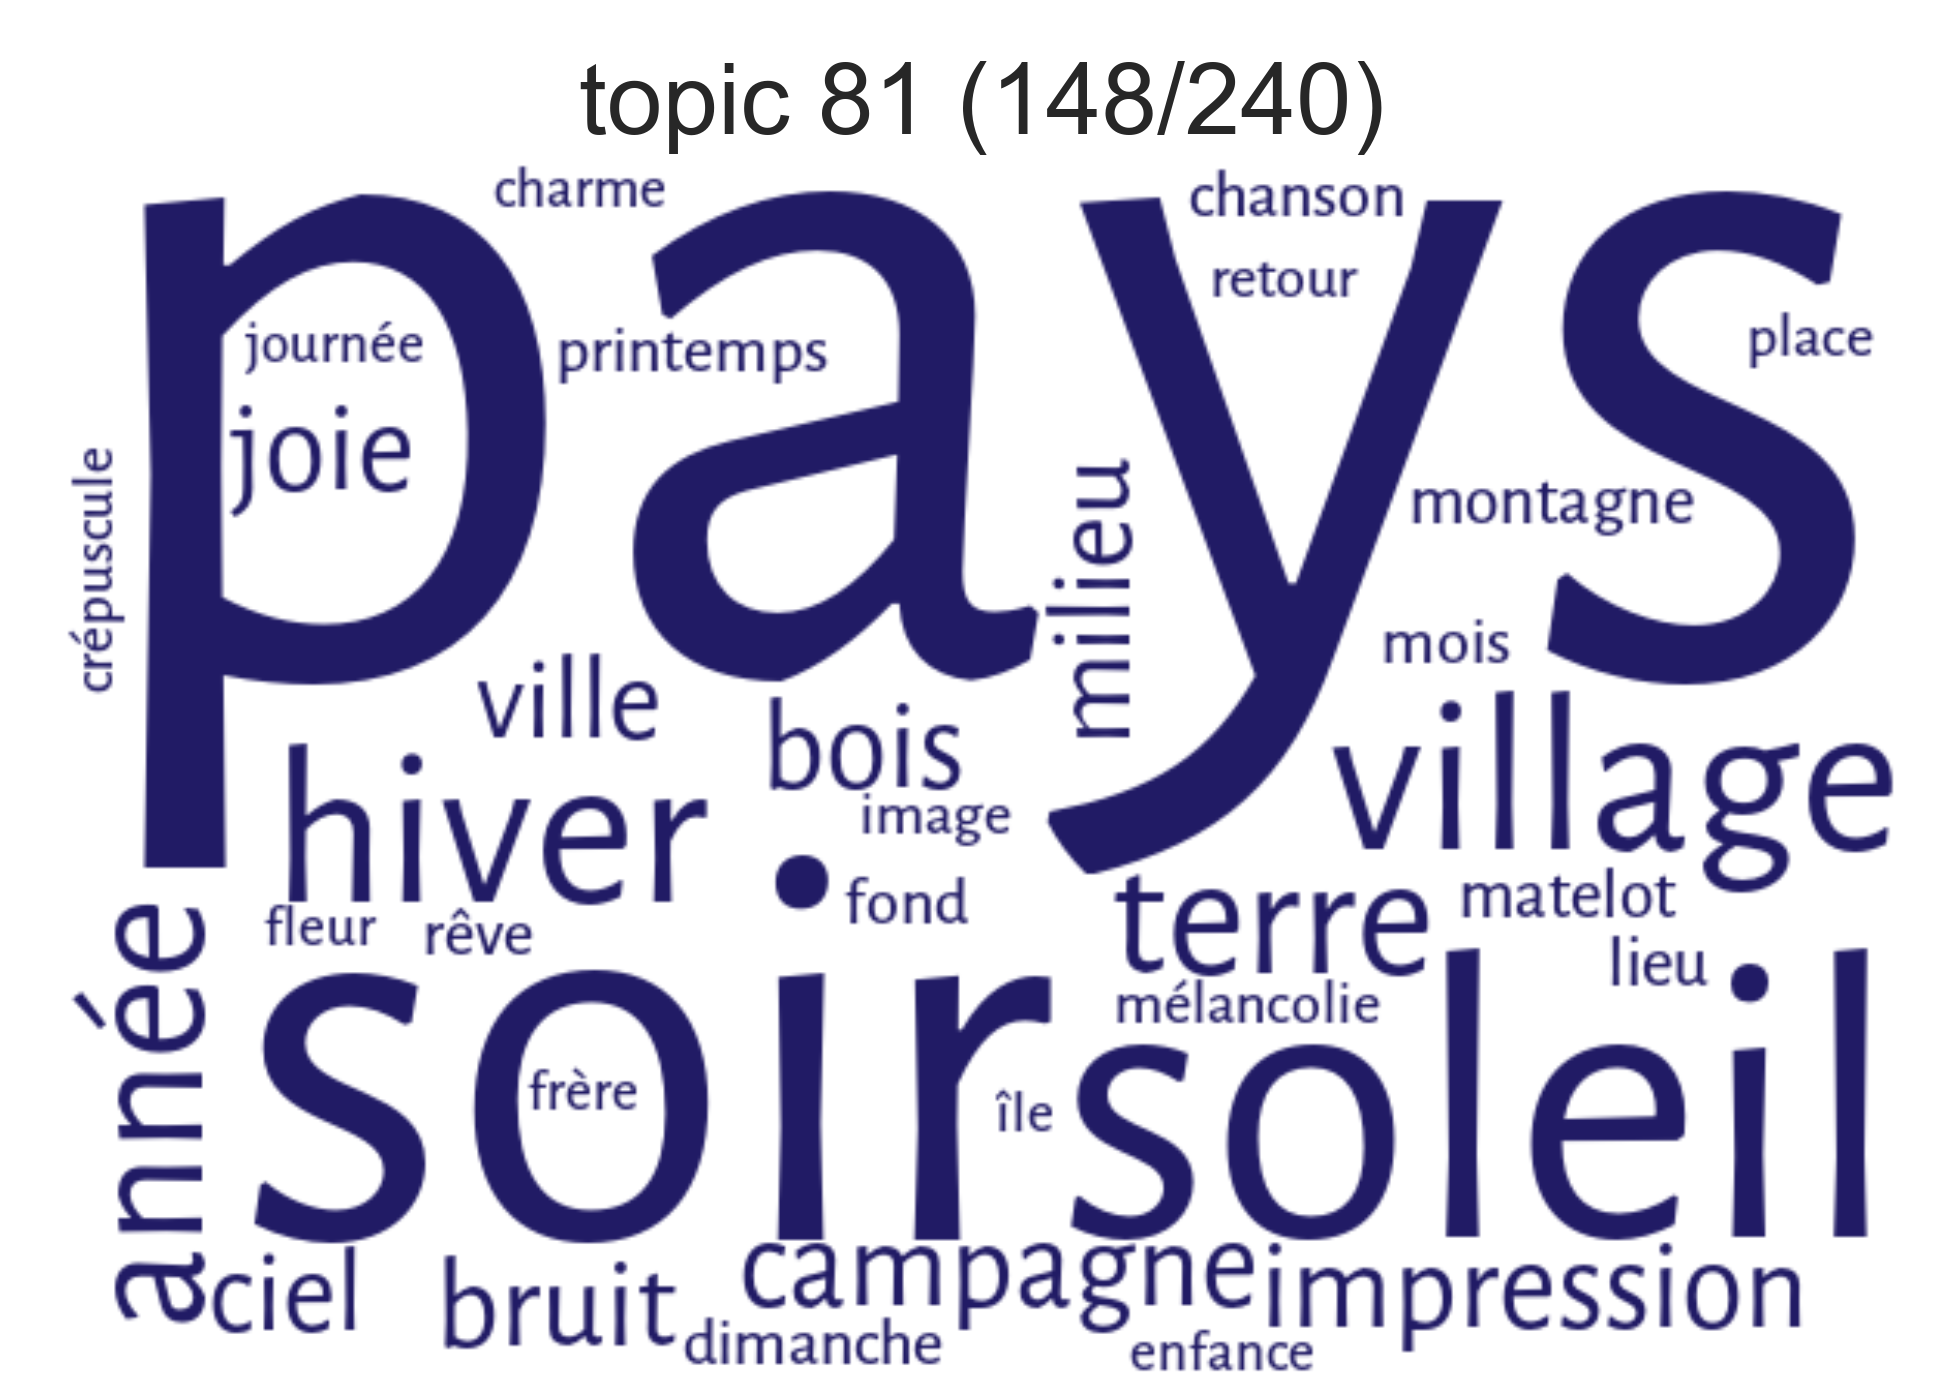 topic 81 (148/240)
charme
chanson
retour
pays
journée
printemps
place
joie
crépuscule
milieu
montagne
mois
ville
bois
village
hiver
image
fond
terre
matelot
fleur
rêve
lieu
année
soir
mélancolie
soleil
frère
île
ciel
bruit
campagne
impression
dimanche
enfance